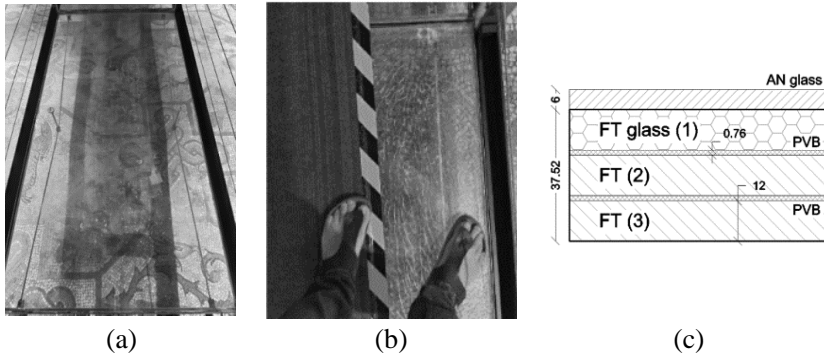 AN glass
6
FT glass (1)
0.76
PVB
37.52
FT (2)
12
PVB
FT (3)
(a)
(b)
(c)